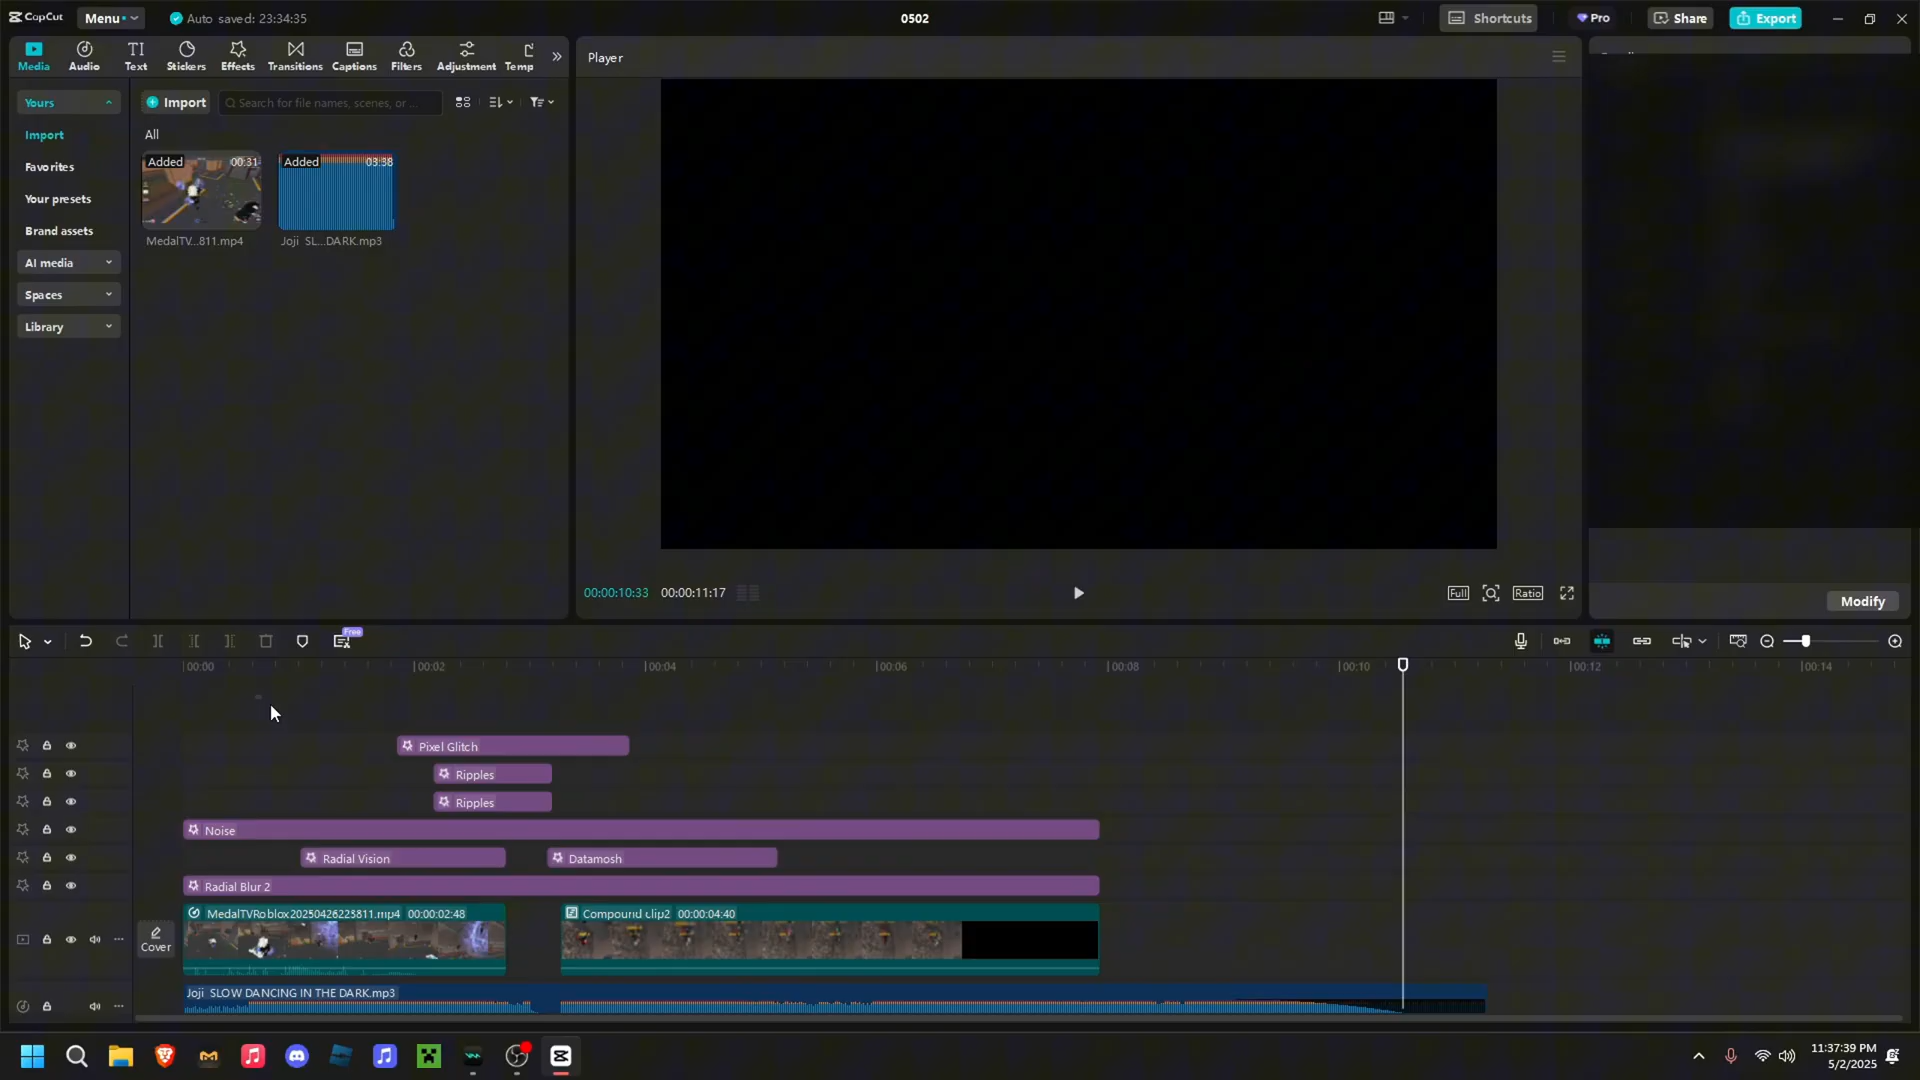 CapCut
Menu
Auto saved: 23:34:35
0502
Shortcuts
Pro
Share
Export
Media
Audio
Text
Stickers
Effects
Transitions
Captions
Filters
Adjustment
Temp
Player
Yours
Import
Search for file names, scenes, or ...
Import
All
Favorites
Added
00:31
Added
03:38
Your presets
Brand assets
MedalTV...811.mp4
Joji SL...DARK.mp3
AI media
Spaces
Library
00:00:10:33
00:00:11:17
Full
Ratio
Modify
Free
00:00
00:02
00:04
00:06
00:08
00:10
00:12
00:14
Pixel Glitch
Ripples
Ripples
Noise
Radial Vision
Datamosh
Radial Blur 2
MedalTVRoblox20250426223811.mp4 00:00:02:48
Compound clip2 00:00:04:40
Cover
Joji SLOW DANCING IN THE DARK.mp3
11:37:39 PM
5/2/2025